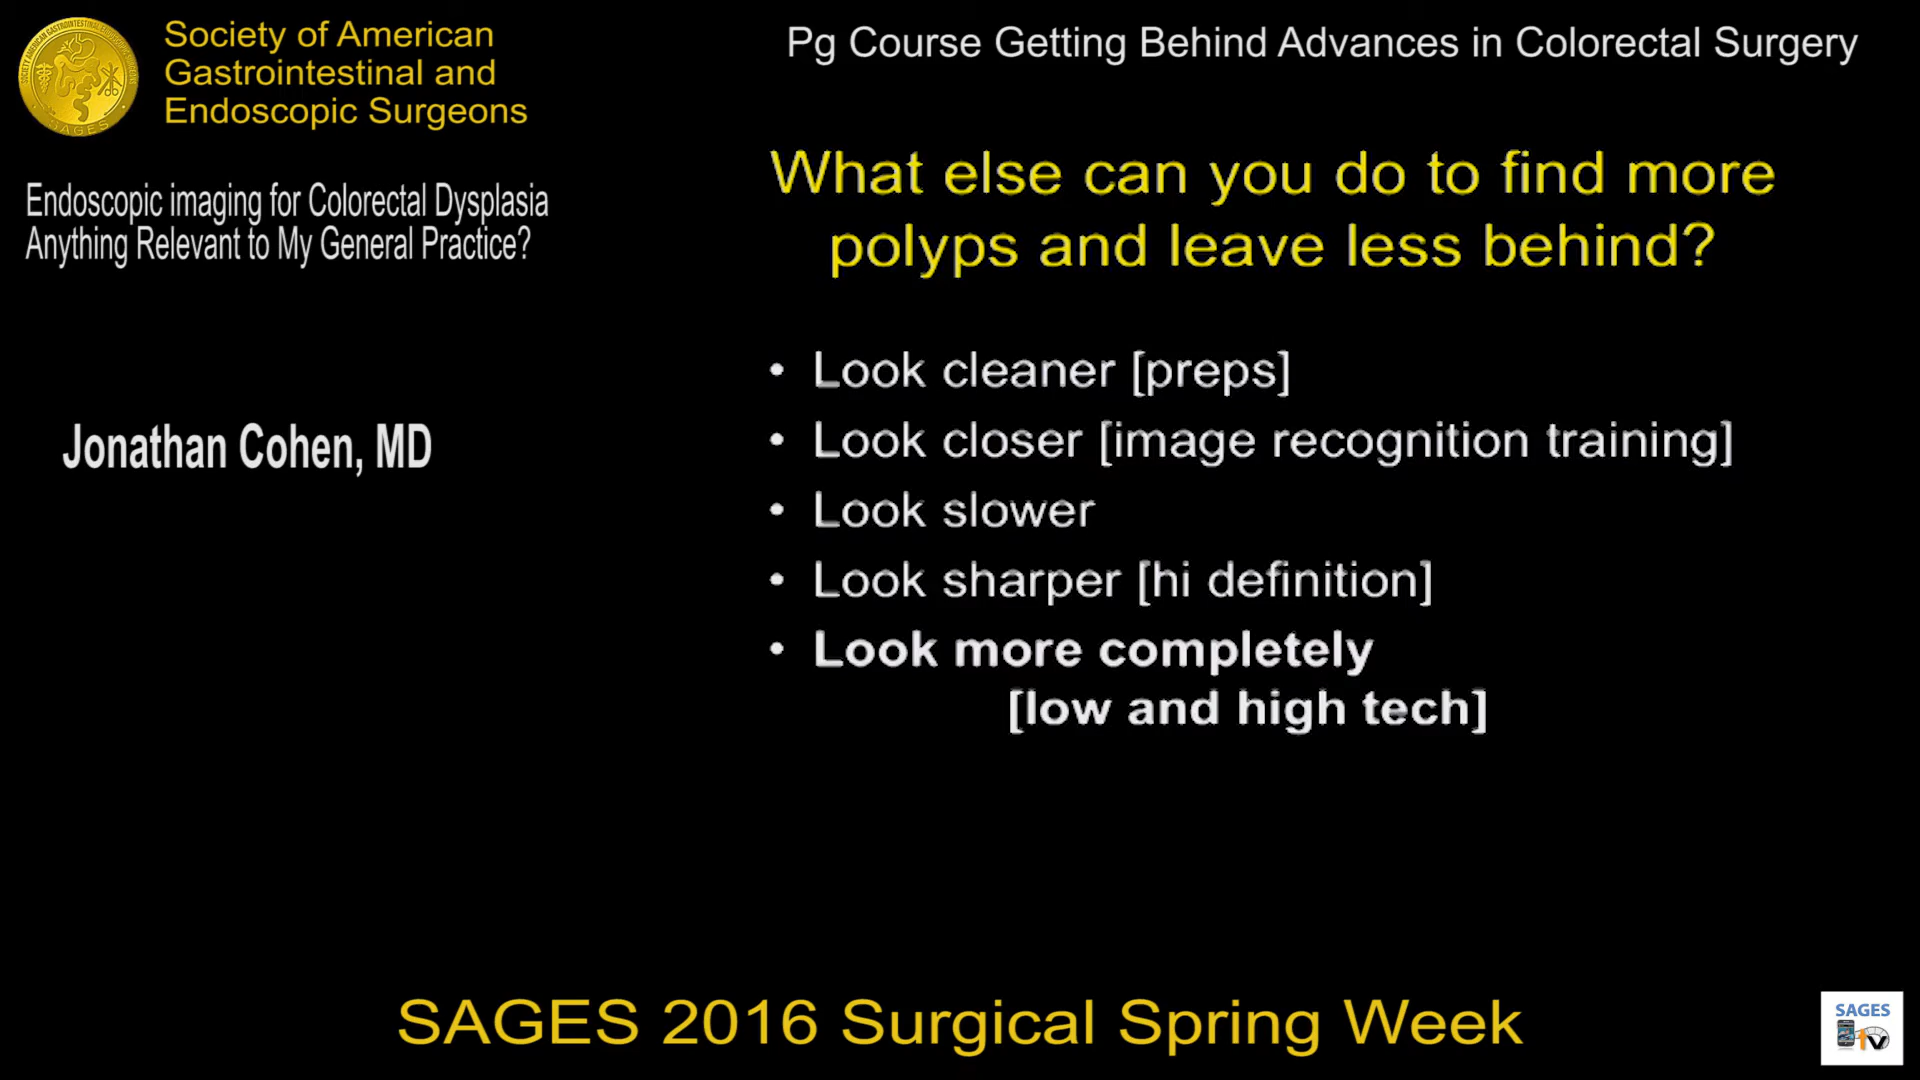 Society of American
Gastrointestinal and
Endoscopic Surgeons
Pg Course Getting Behind Advances in Colorectal Surgery
Endoscopic imaging for Colorectal Dysplasia
Anything Relevant to My General Practice?
Jonathan Cohen, MD
What else can you do to find more
polyps and leave less behind?
• Look cleaner [preps]
• Look closer [image recognition training]
• Look slower
• Look sharper [hi definition]
• Look more completely
[low and high tech]
SAGES 2016 Surgical Spring Week
SAGES
TV
SAGES